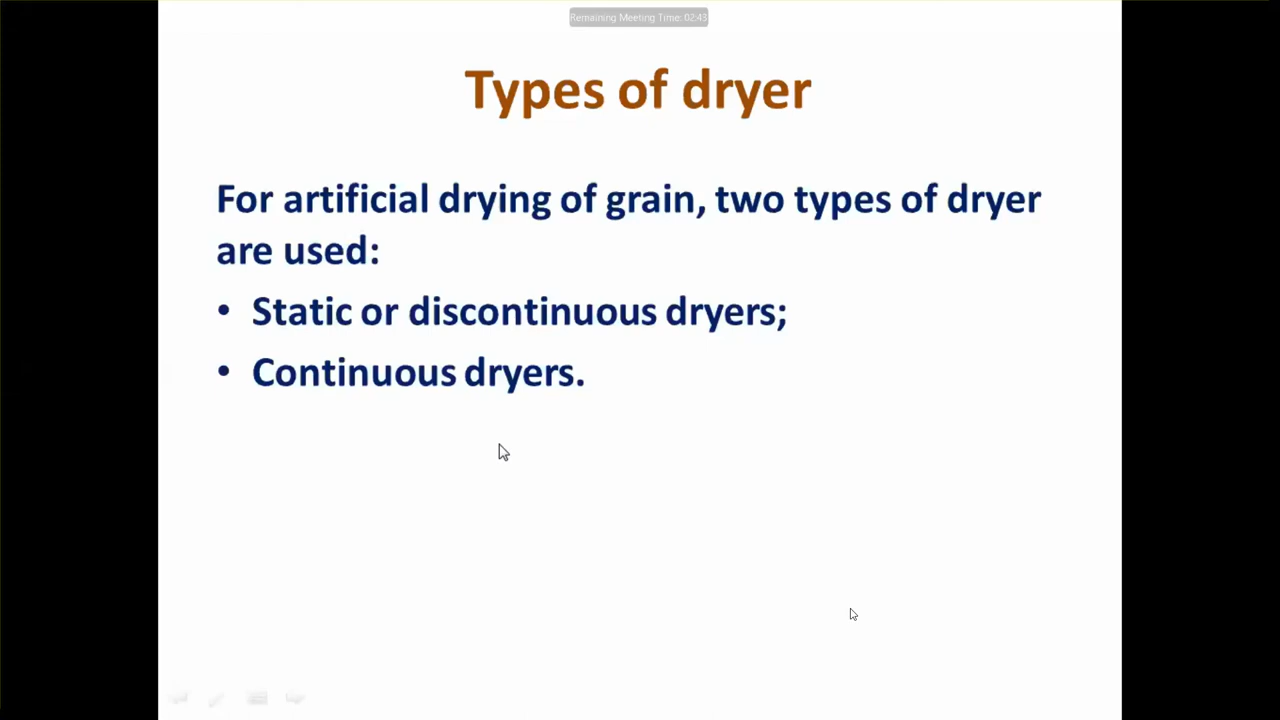 Remaining Meeting Time: 02:43
Types of dryer
For artificial drying of grain, two types of dryer
are used:
• Static or discontinuous dryers;
• Continuous dryers.